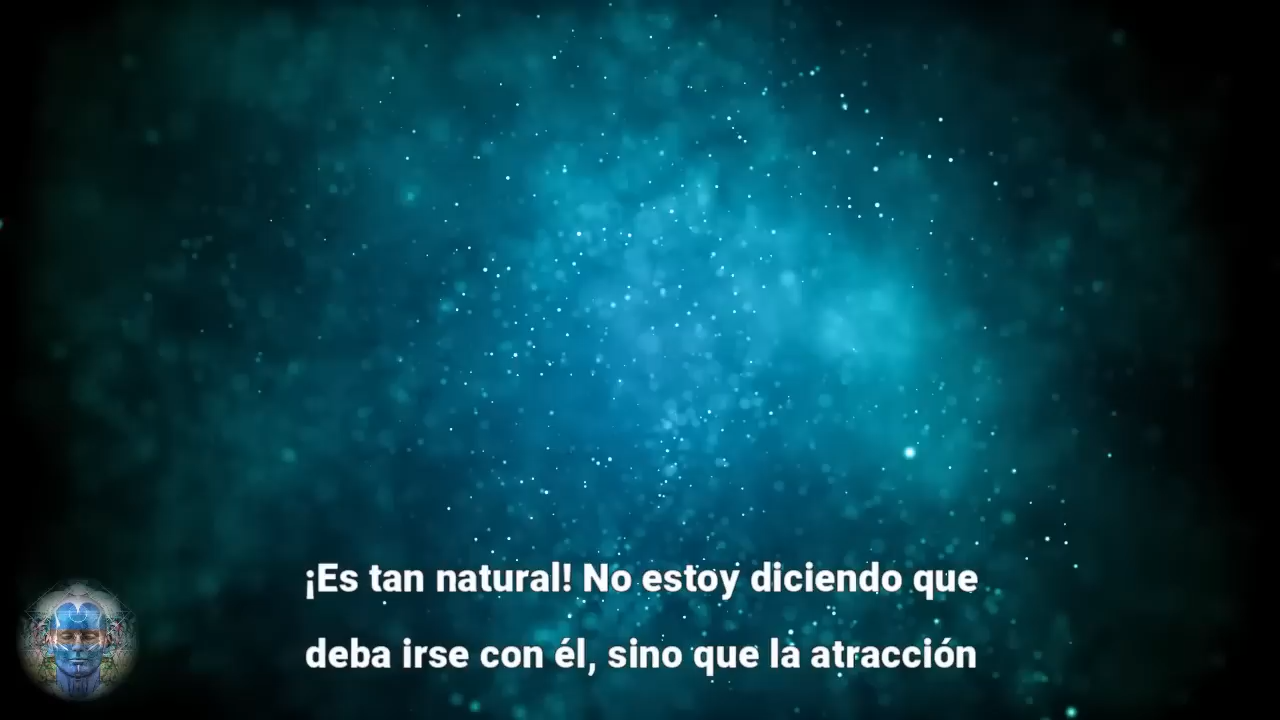 ¡Es tan natural! No estoy diciendo que
deba irse con él, sino que la atracción